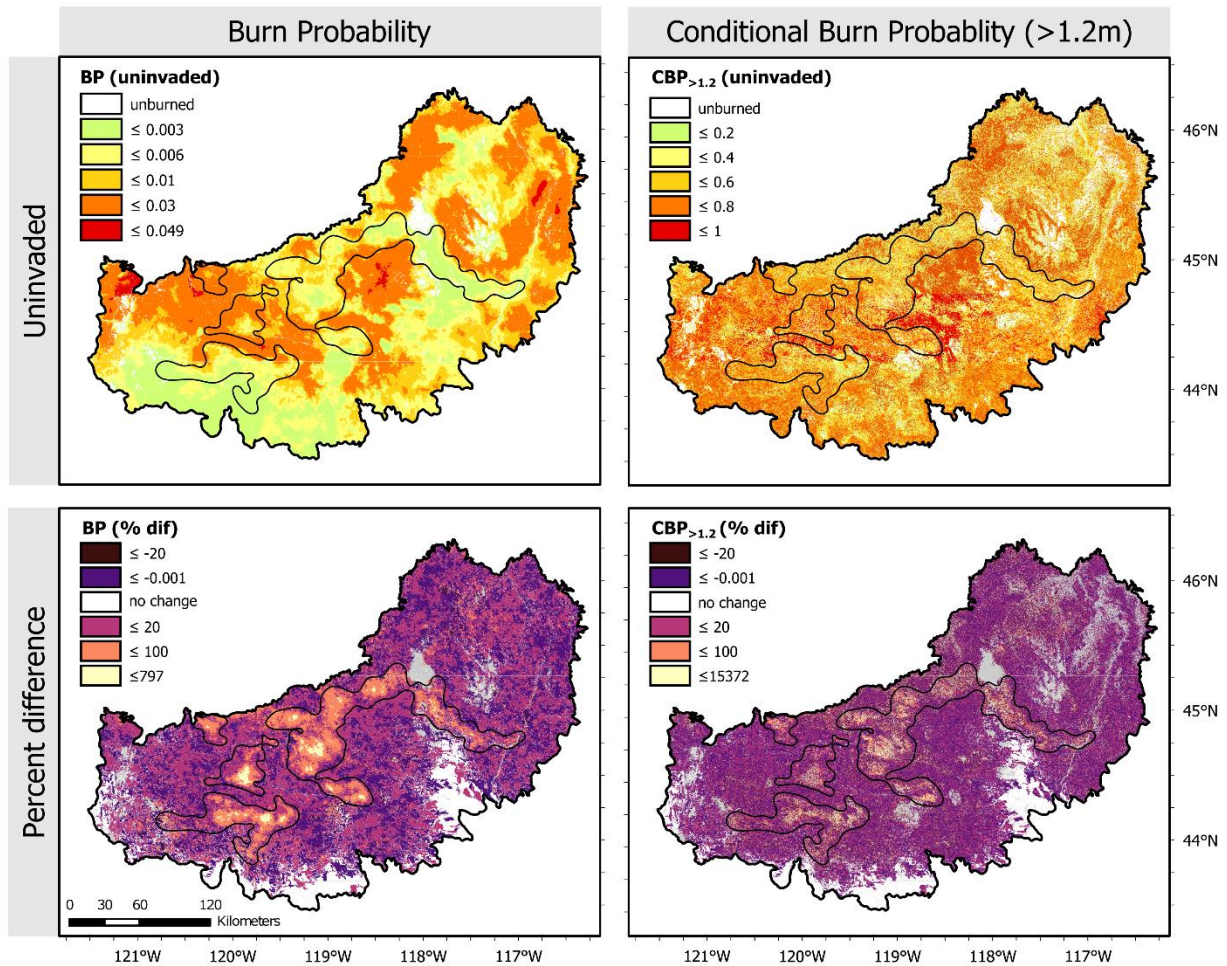 Burn Probability
Conditional Burn Probablity (>1.2m)
Uninvaded
BP (uninvaded)
unburned
≤ 0.003
≤ 0.006
≤ 0.01
≤ 0.03
≤ 0.049
CBP>1.2 (uninvaded)
unburned
≤ 0.2
≤ 0.4
≤ 0.6
≤ 0.8
≤ 1
46°N
45°N
44°N
Percent difference
BP (% dif)
≤ -20
≤ -0.001
no change
≤ 20
≤ 100
≤797
0 30 60 120
Kilometers
CBP>1.2 (% dif)
≤ -20
≤ -0.001
no change
≤ 20
≤ 100
≤15372
46°N
45°N
44°N
121°W 120°W 119°W 118°W 117°W
121°W 120°W 119°W 118°W 117°W